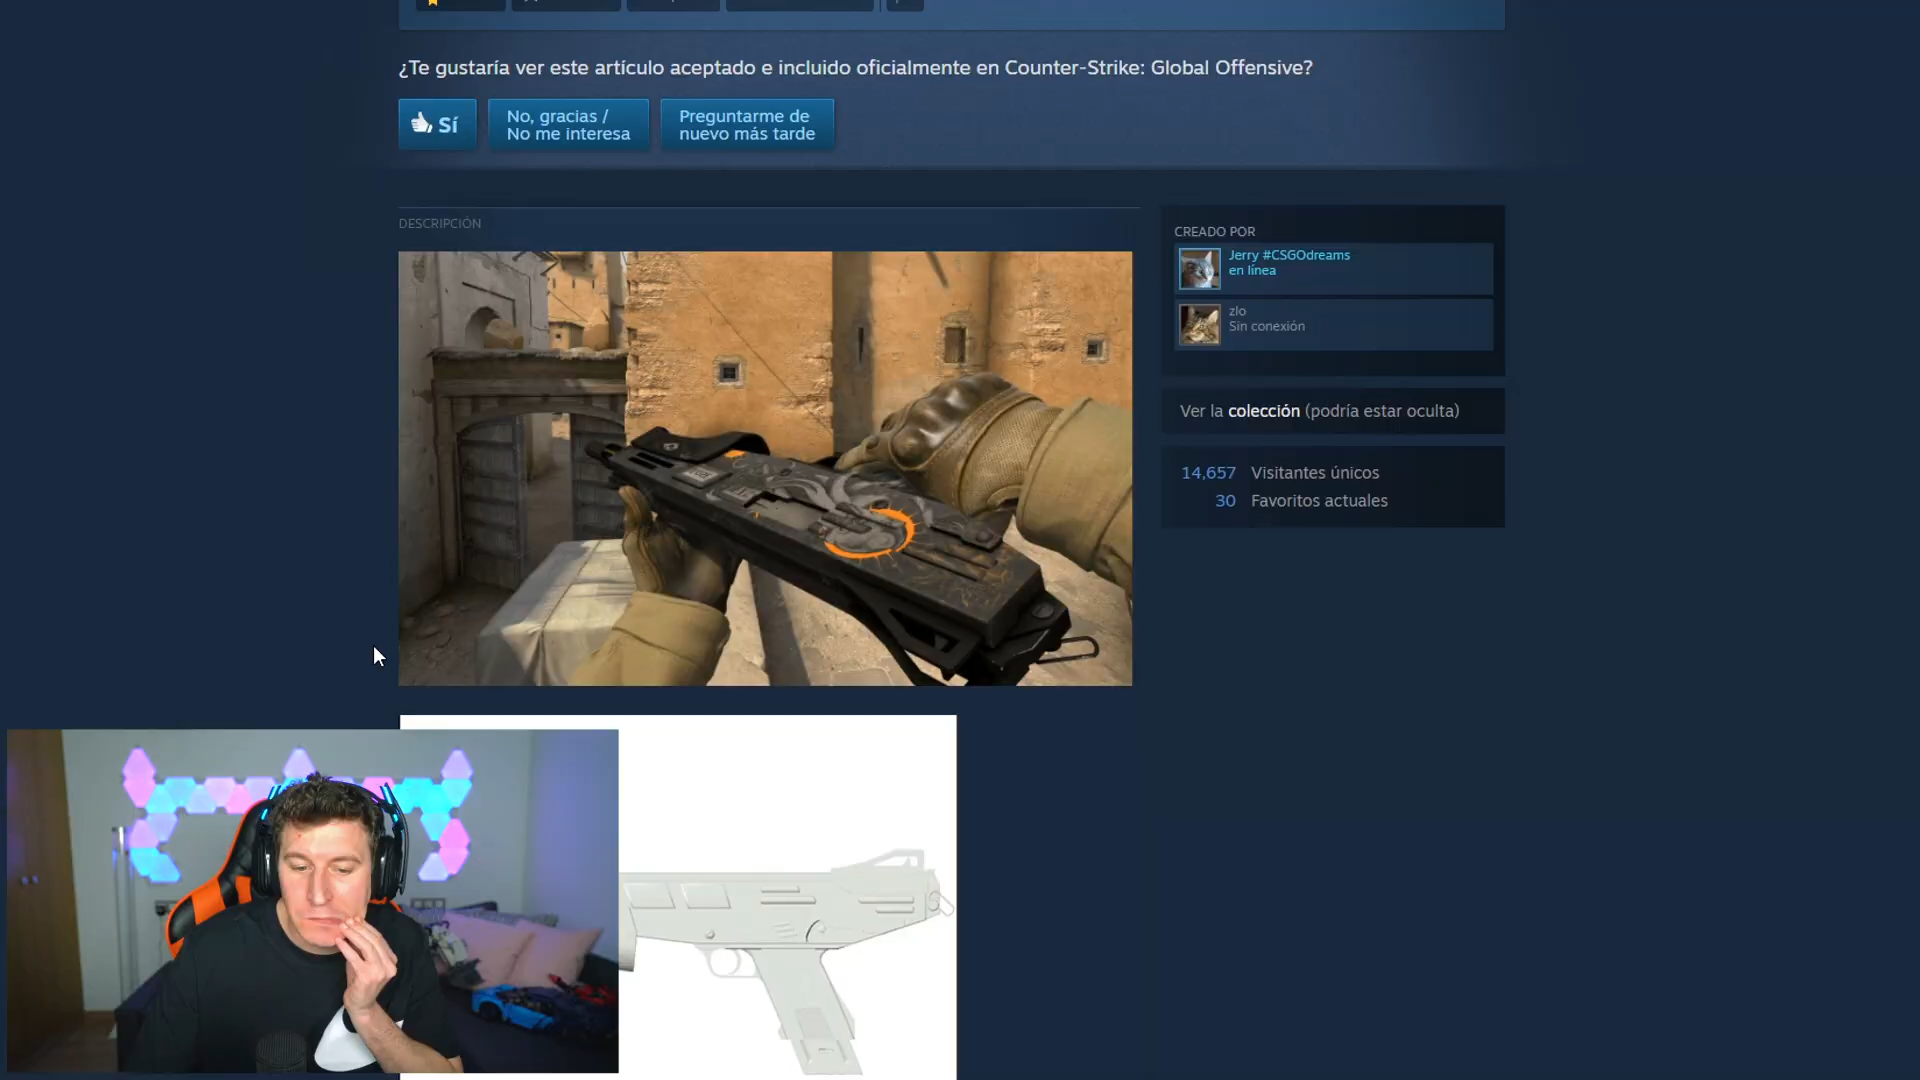 ¿Te gustaría ver este artículo aceptado e incluido oficialmente en Counter-Strike: Global Offensive?
Sí
No, gracias /
No me interesa
Preguntarme de
nuevo más tarde
DESCRIPCIÓN
CREADO POR
Jerry #CSGOdreams
en línea
zlo
Sin conexión
Ver la colección (podría estar oculta)
14,657 Visitantes únicos
30 Favoritos actuales